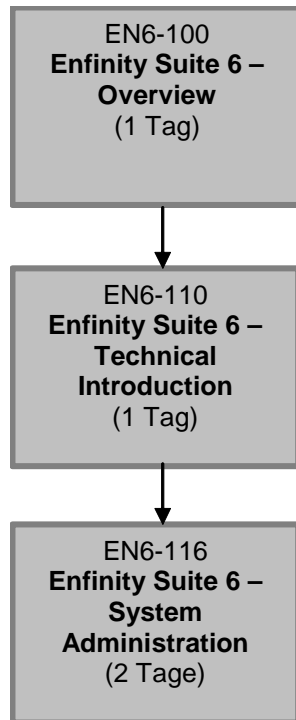 EN6-100
Enfinity Suite 6 –
Overview
(1 Tag)
EN6-110
Enfinity Suite 6 –
Technical
Introduction
(1 Tag)
EN6-116
Enfinity Suite 6 –
System
Administration
(2 Tage)